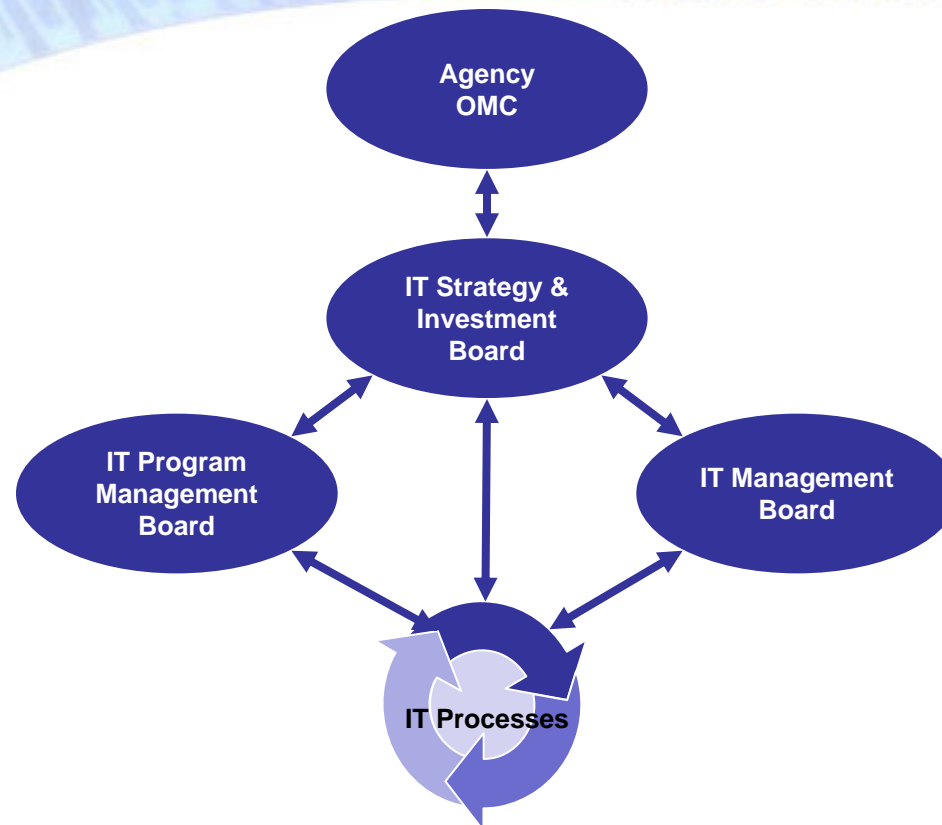 Agency
OMC
IT Strategy &
Investment
Board
IT Program
Management
Board
IT Management
Board
IT Processes